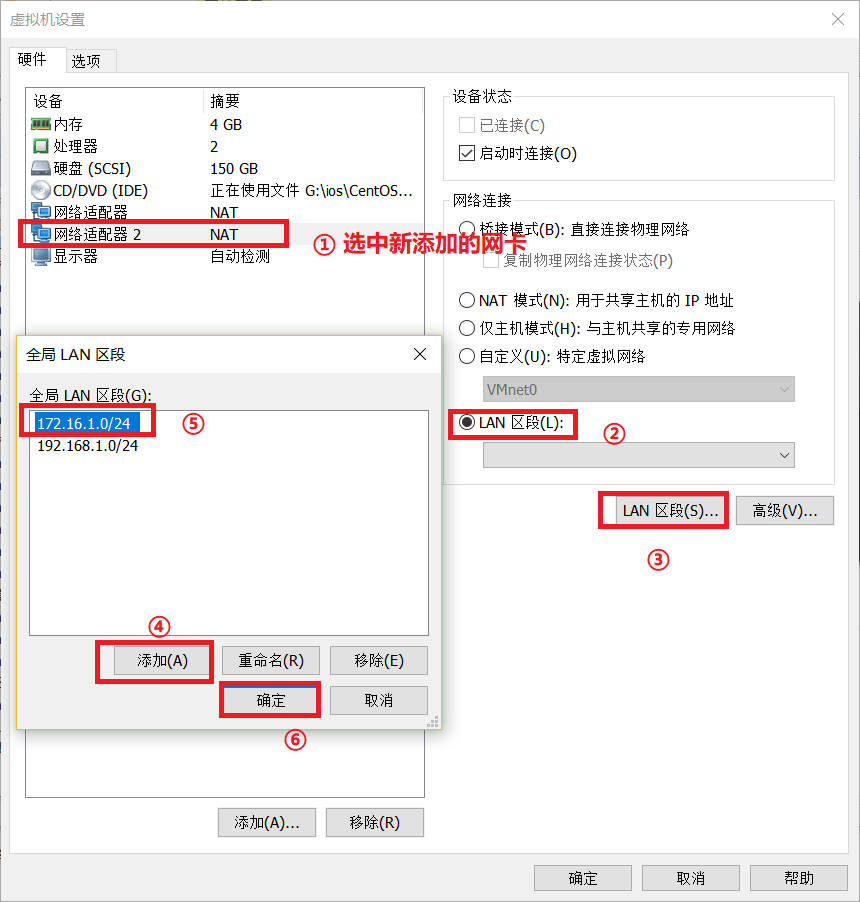 虚拟机设置
硬件 选项
设备 摘要
内存 4 GB
处理器 2
硬盘 (SCSI) 150 GB
CD/DVD (IDE) 正在使用文件 G:\ios\CentOS...
网络适配器 NAT
网络适配器 2 NAT
显示器 自动检测
① 选中新添加的网卡
设备状态
已连接(C)
启动时连接(O)
网络连接
桥接模式(B): 直接连接物理网络
复制物理网络连接状态(P)
NAT 模式(N): 用于共享主机的 IP 地址
仅主机模式(H): 与主机共享的专用网络
自定义(U): 特定虚拟网络
VMnet0
LAN 区段(L):
②
LAN 区段(S)... 高级(V)...
③
全局 LAN 区段
全局 LAN 区段(G):
172.16.1.0/24
⑤
192.168.1.0/24
④
添加(A) 重命名(R) 移除(E)
确定 取消
⑥
添加(A)... 移除(R)
确定 取消 帮助